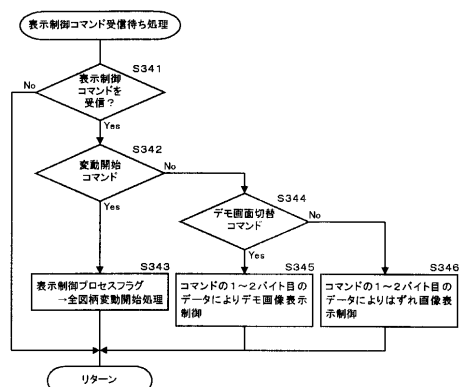 表示制御コマンド受信待ち処理
S341
表示制御
コマンドを
受信?
No
Yes
S342
変動開始
コマンド
No
Yes
S344
デモ画面切替
コマンド
No
Yes
S343
表示制御プロセスフラグ
→全図柄変動開始処理
S345
コマンドの1～2バイト目の
データによりデモ画像表示
制御
S346
コマンドの1～2バイト目の
データによりはずれ画像表
示制御
リターン